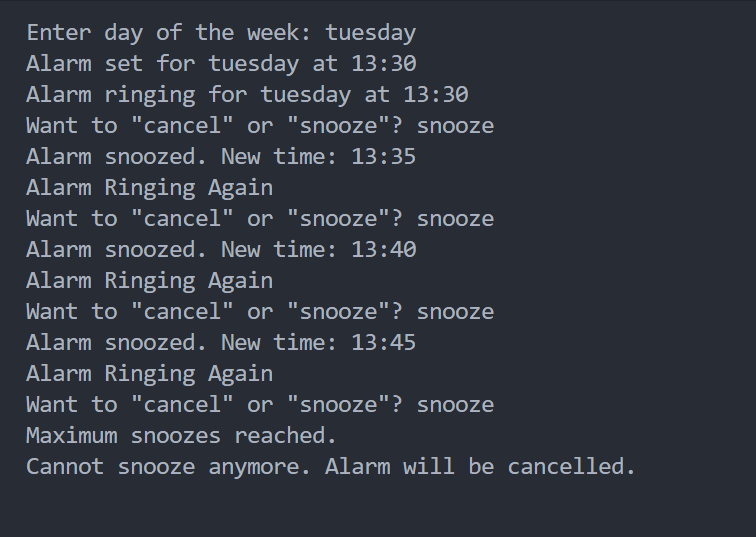 Enter day of the week: tuesday
Alarm set for tuesday at 13:30
Alarm ringing for tuesday at 13:30
Want to "cancel" or "snooze"? snooze
Alarm snoozed. New time: 13:35
Alarm Ringing Again
Want to "cancel" or "snooze"? snooze
Alarm snoozed. New time: 13:40
Alarm Ringing Again
Want to "cancel" or "snooze"? snooze
Alarm snoozed. New time: 13:45
Alarm Ringing Again
Want to "cancel" or "snooze"? snooze
Maximum snoozes reached.
Cannot snooze anymore. Alarm will be cancelled.